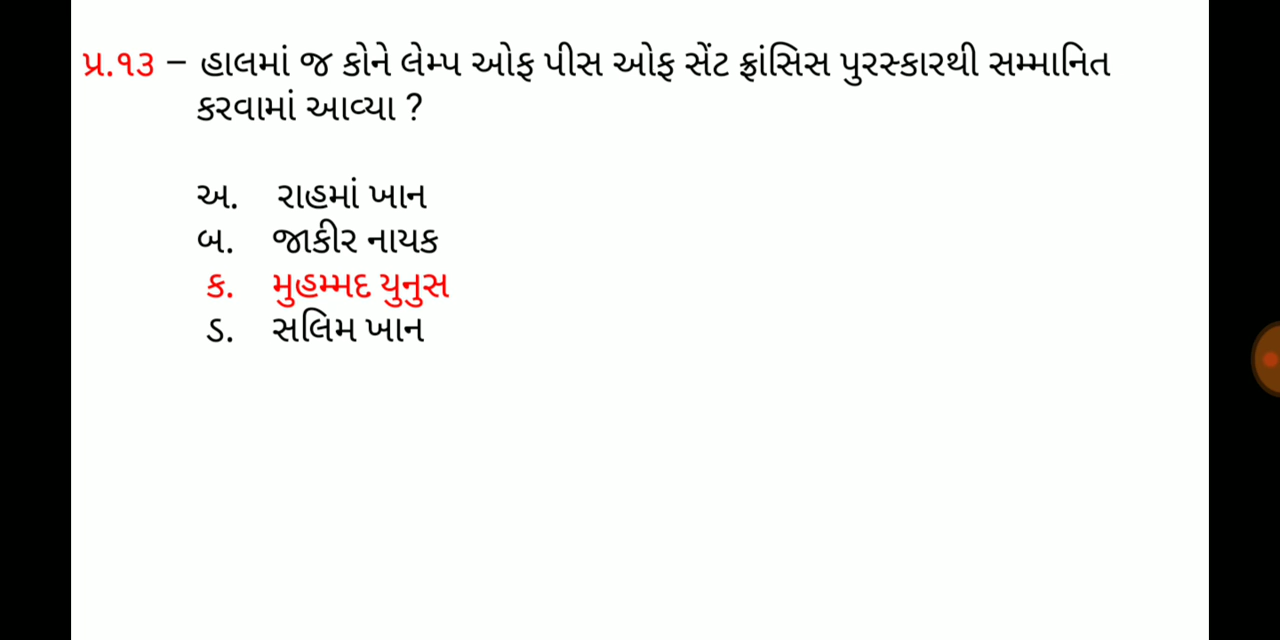 પ્ર.૧૩ – હાલમાં જ કોને લેમ્પ ઓફ પીસ ઓફ સેંટ ફ્રાંસિસ પુરસ્કારથી સમ્માનિત
કરવામાં આવ્યા ?
અ. રાહમાં ખાન
બ. જાકીર નાયક
ક. મુહમ્મદ યુનુસ
ડ. સલિમ ખાન